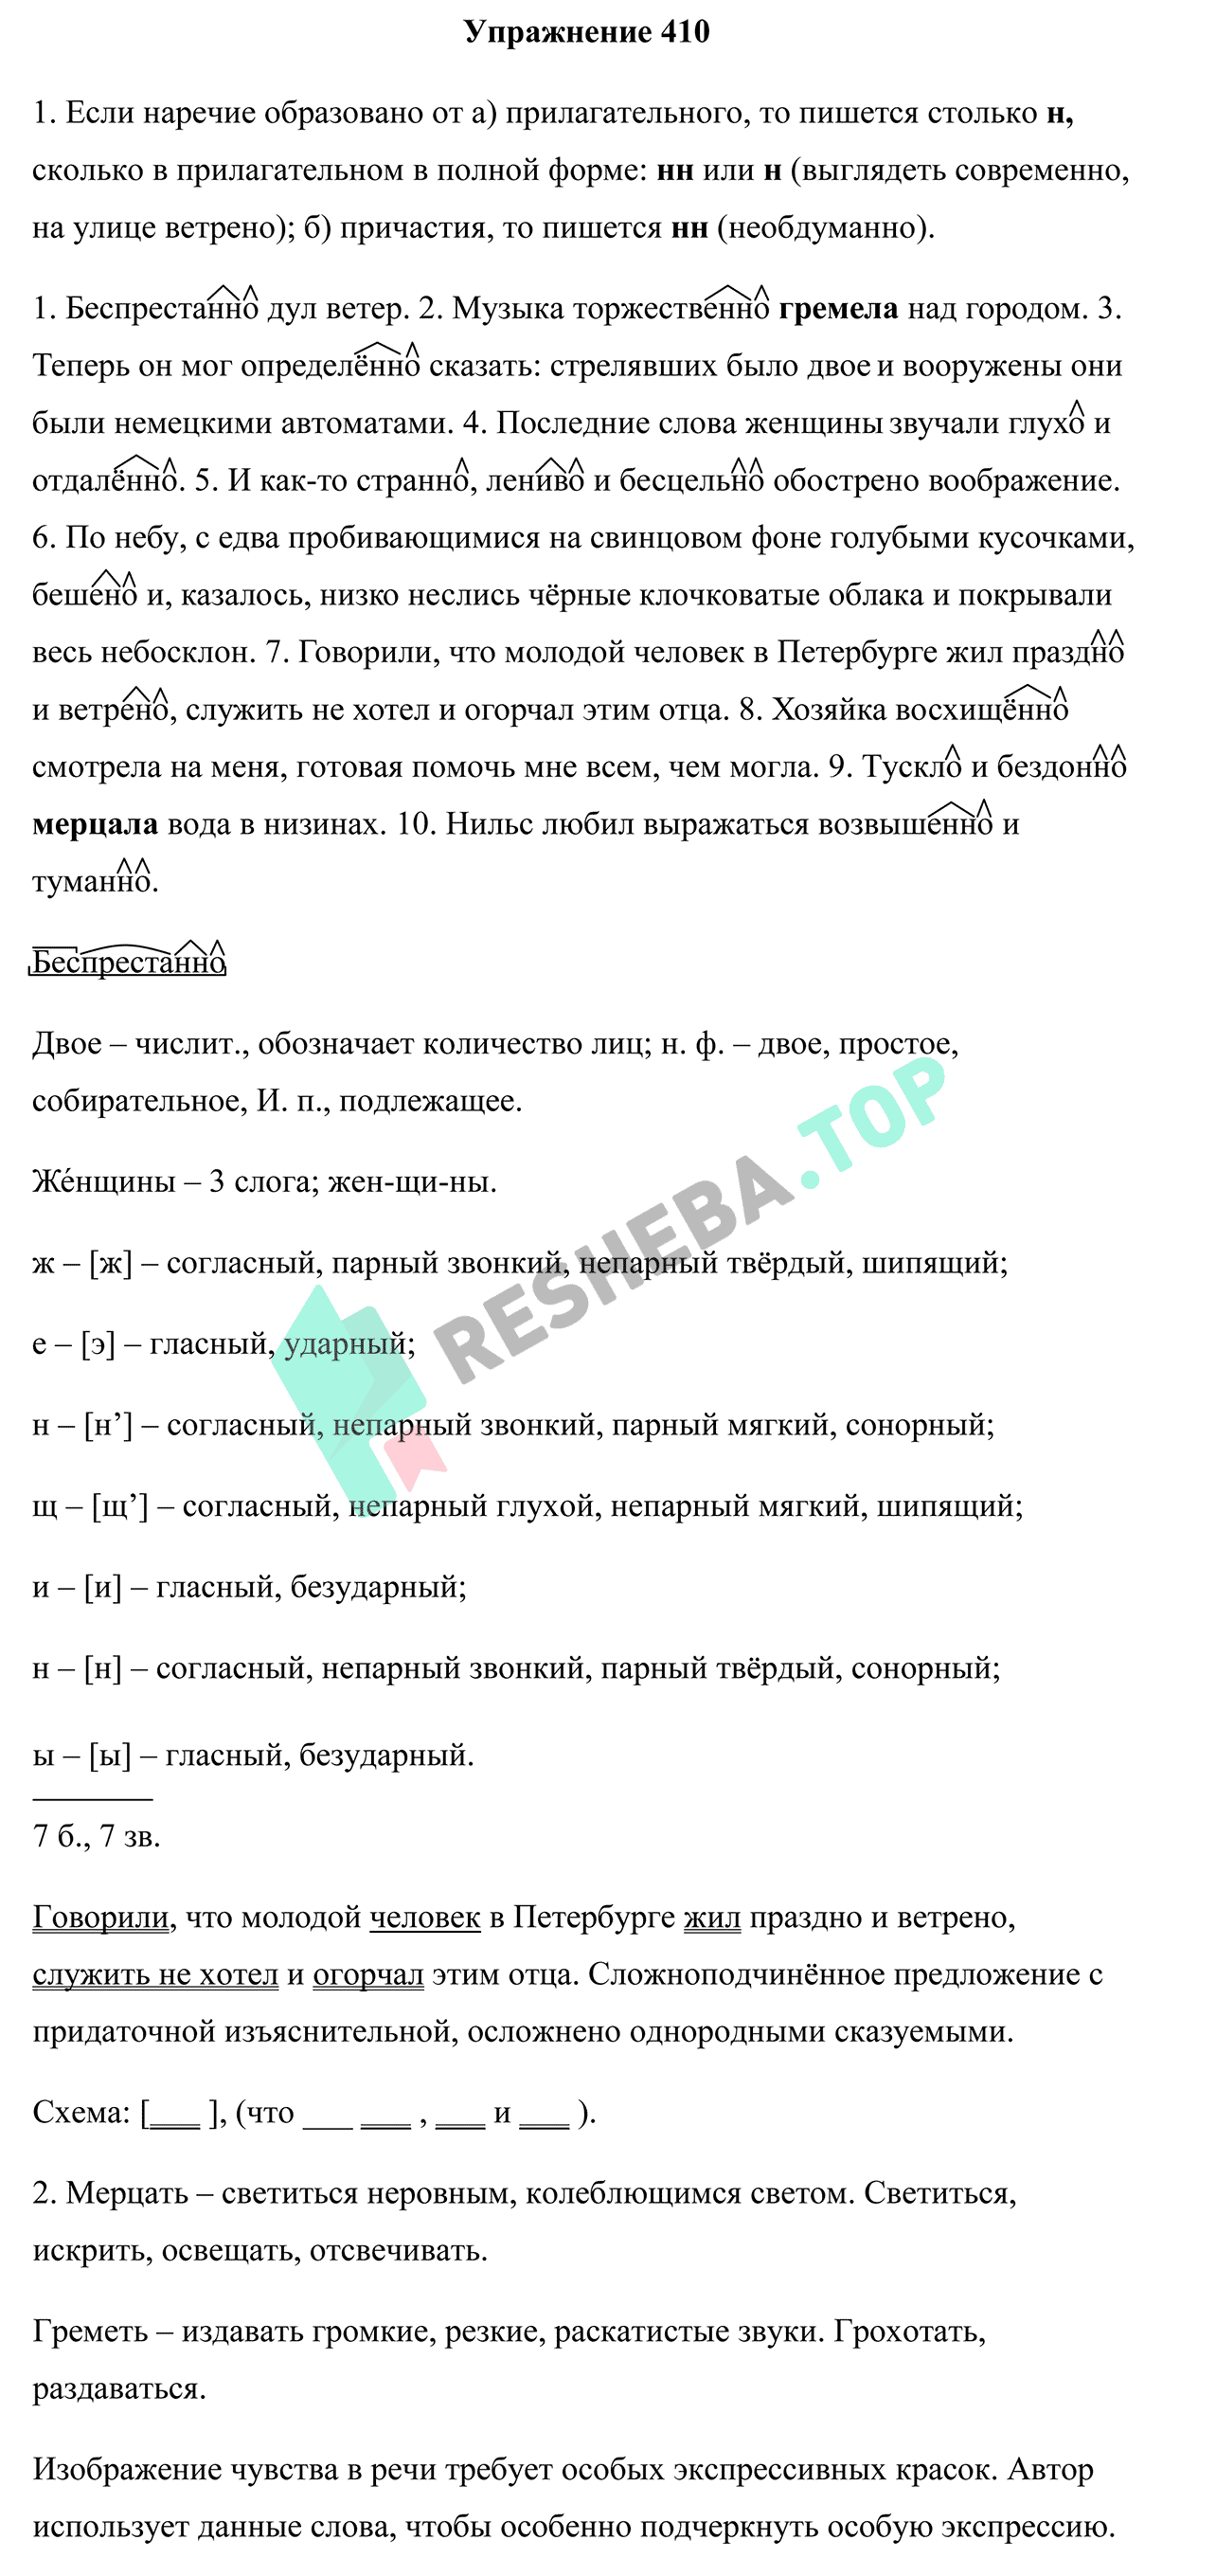 Упражнение 410
1. Если наречие образовано от а) прилагательного, то пишется столько н,
сколько в прилагательном в полной форме: нн или н (выглядеть современно,
на улице ветрено); б) причастия, то пишется нн (необдуманно).
1. Беспрестанно дул ветер. 2. Музыка торжественно гремела над городом. 3.
Теперь он мог определённо сказать: стрелявших было двое и вооружены они
были немецкими автоматами. 4. Последние слова женщины звучали глухо и
отдалённо. 5. И как-то странно, лениво и бесцельно обострено воображение.
6. По небу, с едва пробивающимися на свинцовом фоне голубыми кусочками,
бешено и, казалось, низко неслись чёрные клочковатые облака и покрывали
весь небосклон. 7. Говорили, что молодой человек в Петербурге жил праздно
и ветрено, служить не хотел и огорчал этим отца. 8. Хозяйка восхищённо
смотрела на меня, готовая помочь мне всем, чем могла. 9. Тускло и бездонно
мерцала вода в низинах. 10. Нильс любил выражаться возвышенно и
туманно.
Беспрестанно
Двое – числит., обозначает количество лиц; н. ф. – двое, простое,
собирательное, И. п., подлежащее.
Же́нщины – 3 слога; жен-щи-ны.
ж – [ж] – согласный, парный звонкий, непарный твёрдый, шипящий;
е – [э] – гласный, ударный;
н – [н’] – согласный, непарный звонкий, парный мягкий, сонорный;
щ – [щ’] – согласный, непарный глухой, непарный мягкий, шипящий;
и – [и] – гласный, безударный;
н – [н] – согласный, непарный звонкий, парный твёрдый, сонорный;
ы – [ы] – гласный, безударный.
7 б., 7 зв.
Говорили, что молодой человек в Петербурге жил праздно и ветрено,
служить не хотел и огорчал этим отца. Сложноподчинённое предложение с
придаточной изъяснительной, осложнено однородными сказуемыми.
Схема: [___ ], (что ___ ___ , ___ и ___ ).
2. Мерцать – светиться неровным, колеблющимся светом. Светиться,
искрить, освещать, отсвечивать.
Греметь – издавать громкие, резкие, раскатистые звуки. Грохотать,
раздаваться.
Изображение чувства в речи требует особых экспрессивных красок. Автор
использует данные слова, чтобы особенно подчеркнуть особую экспрессию.
RESHEBA.TOP